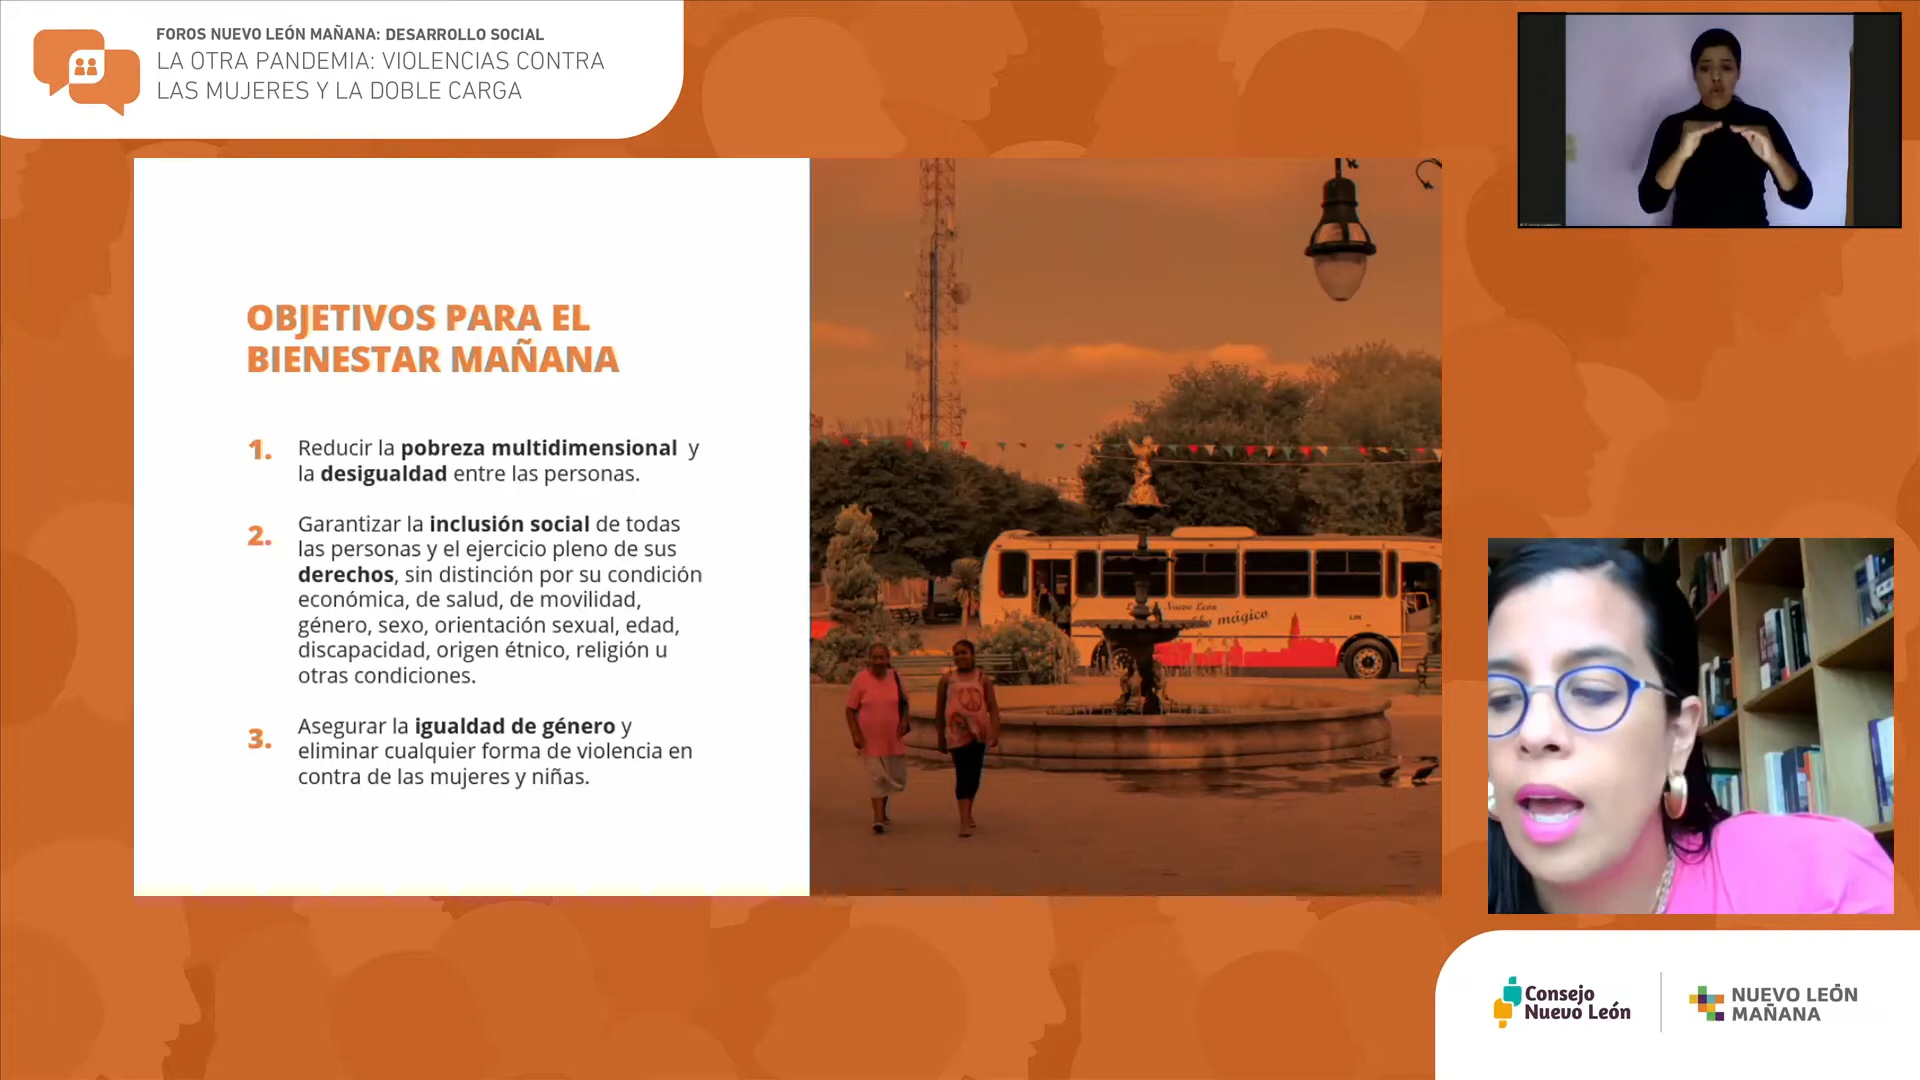 FOROS NUEVO LEÓN MAÑANA: DESARROLLO SOCIAL
LA OTRA PANDEMIA: VIOLENCIAS CONTRA
LAS MUJERES Y LA DOBLE CARGA
OBJETIVOS PARA EL
BIENESTAR MAÑANA
1. Reducir la pobreza multidimensional y
la desigualdad entre las personas.
2. Garantizar la inclusión social de todas
las personas y el ejercicio pleno de sus
derechos, sin distinción por su condición
económica, de salud, de movilidad,
género, sexo, orientación sexual, edad,
discapacidad, origen étnico, religión u
otras condiciones.
3. Asegurar la igualdad de género y
eliminar cualquier forma de violencia en
contra de las mujeres y niñas.
Nuevo León
mágico
Consejo
Nuevo León
NUEVO LEÓN
MAÑANA